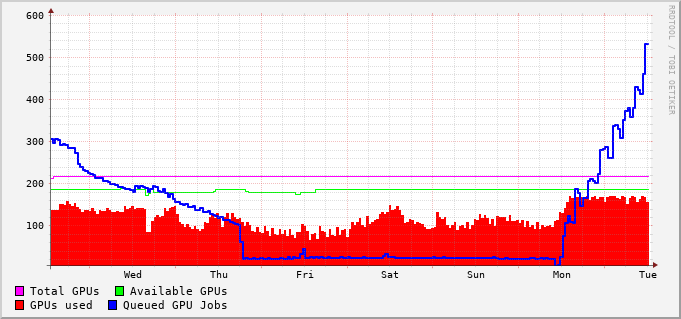 600
500
400
300
200
100
Wed Thu Fri Sat Sun Mon Tue
Total GPUs Available GPUs
GPUs used Queued GPU Jobs
RRDTOOL / TOBI OETIKER